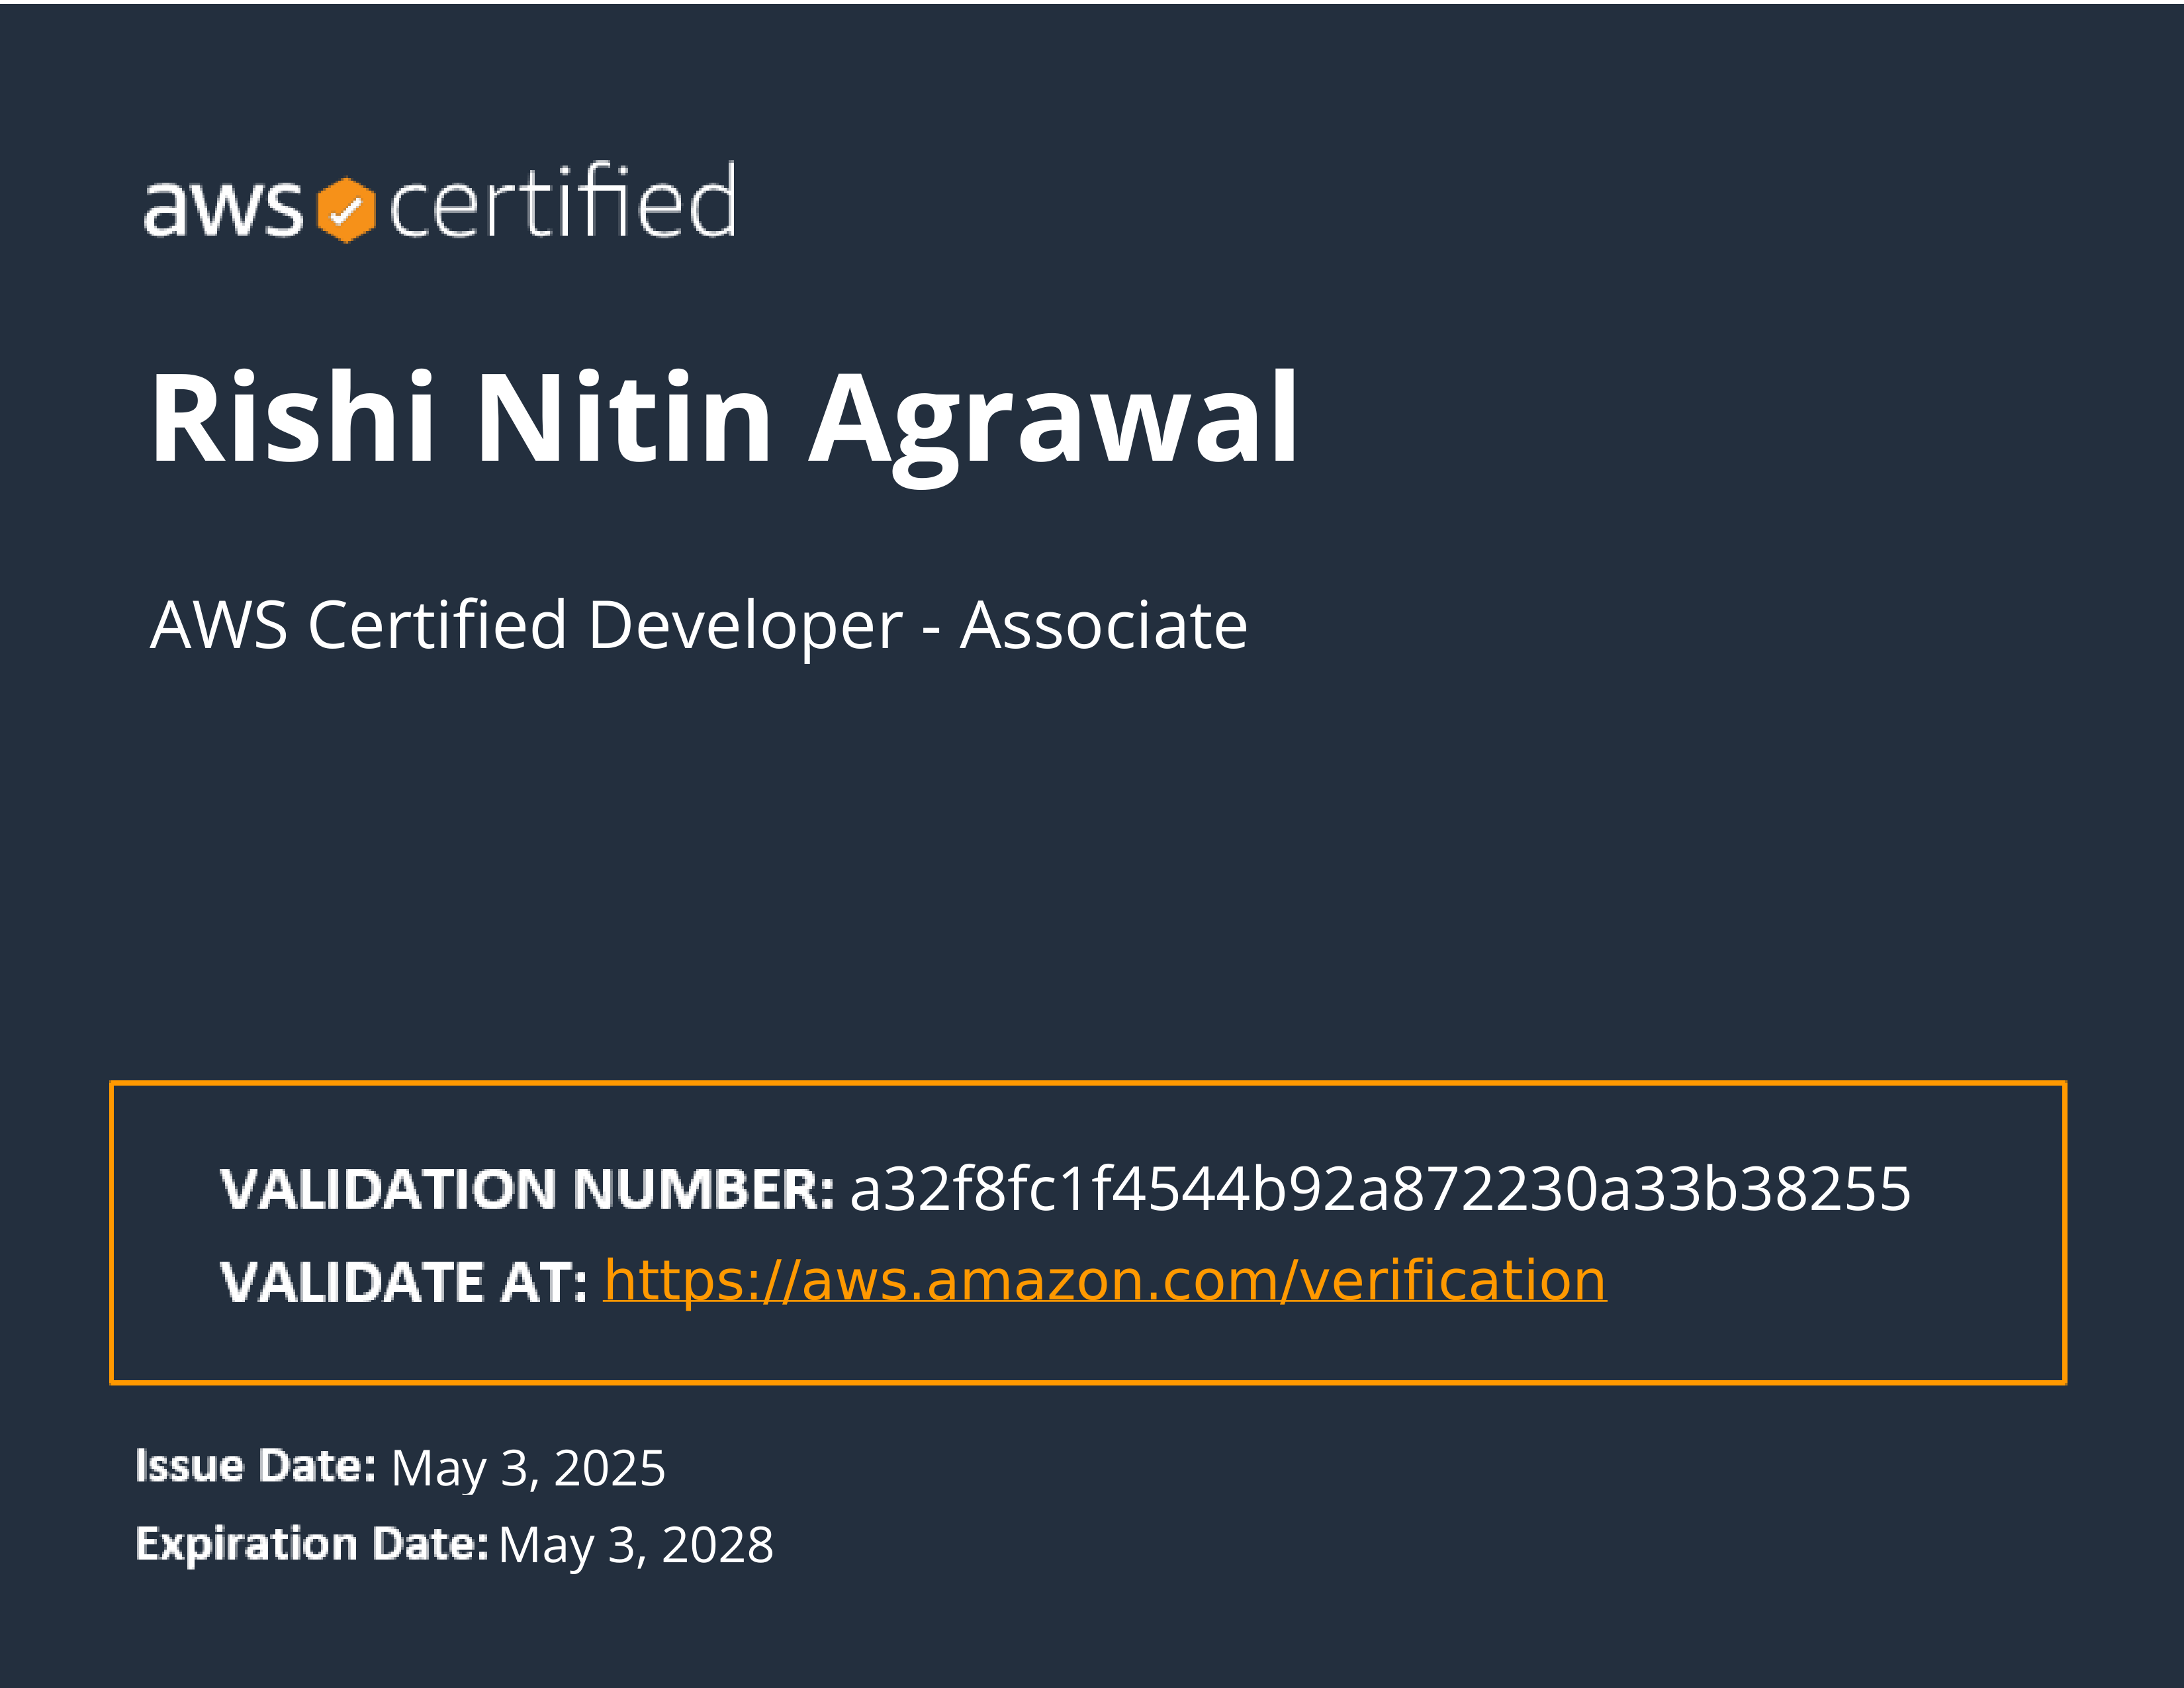 aws certified
Rishi Nitin Agrawal
AWS Certified Developer - Associate
VALIDATION NUMBER: a32f8fc1f4544b92a872230a33b38255
VALIDATE AT: https://aws.amazon.com/verification
Issue Date: May 3, 2025
Expiration Date: May 3, 2028